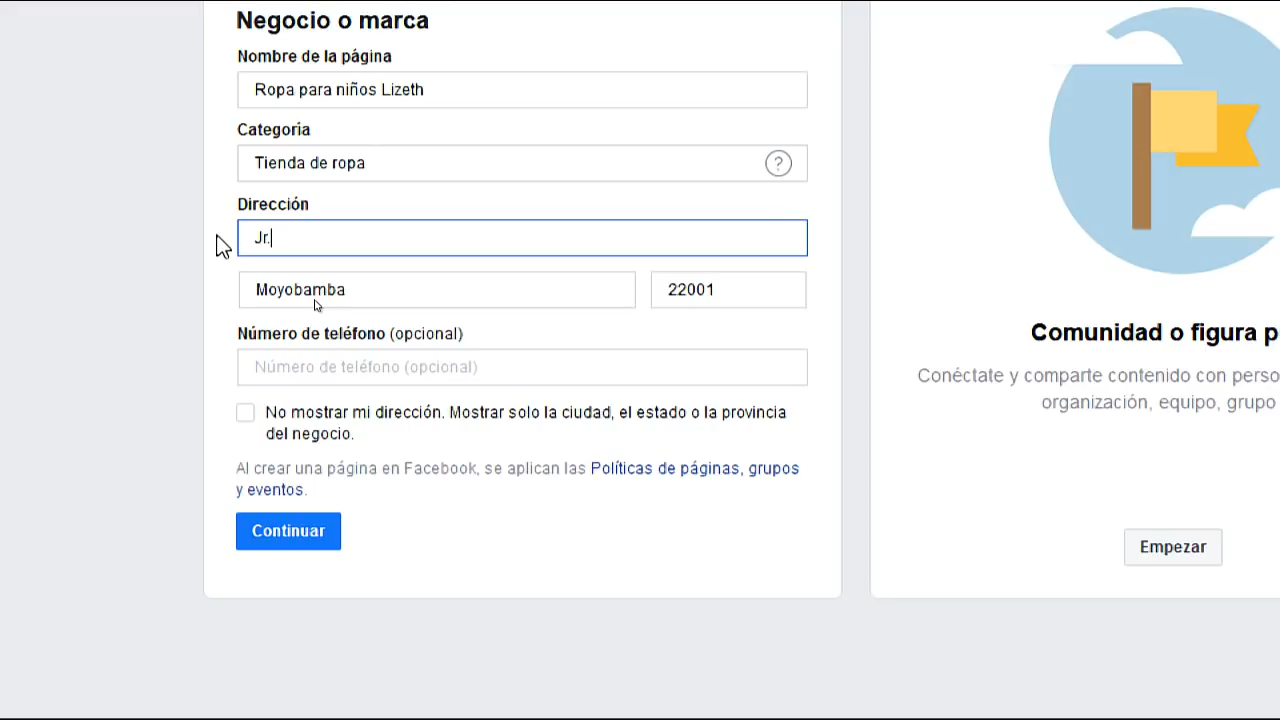 Negocio o marca
Nombre de la página
Ropa para niños Lizeth
Categoría
Tienda de ropa
?
Dirección
Jr.
Moyobamba
22001
Número de teléfono (opcional)
Número de teléfono (opcional)
No mostrar mi dirección. Mostrar solo la ciudad, el estado o la provincia
del negocio.
Al crear una página en Facebook, se aplican las Políticas de páginas, grupos
y eventos.
Continuar
Comunidad o figura p
Conéctate y comparte contenido con perso
organización, equipo, grupo
Empezar